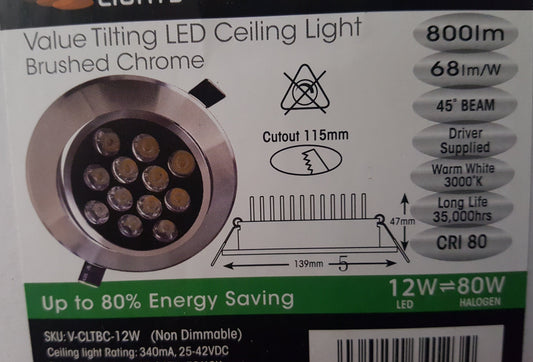 LIGHTS
Value Tilting LED Ceiling Light
Brushed Chrome
800lm
68lm/W
45° BEAM
Driver
Supplied
Warm White
3000°K
Long Life
35,000hrs
CRI 80
Cutout 115mm
47mm
139mm
5
Up to 80% Energy Saving
12W⇌80W
LED HALOGEN
SKU: V-CLTBC-12W (Non Dimmable)
Ceiling light Rating: 340mA, 25-42VDC